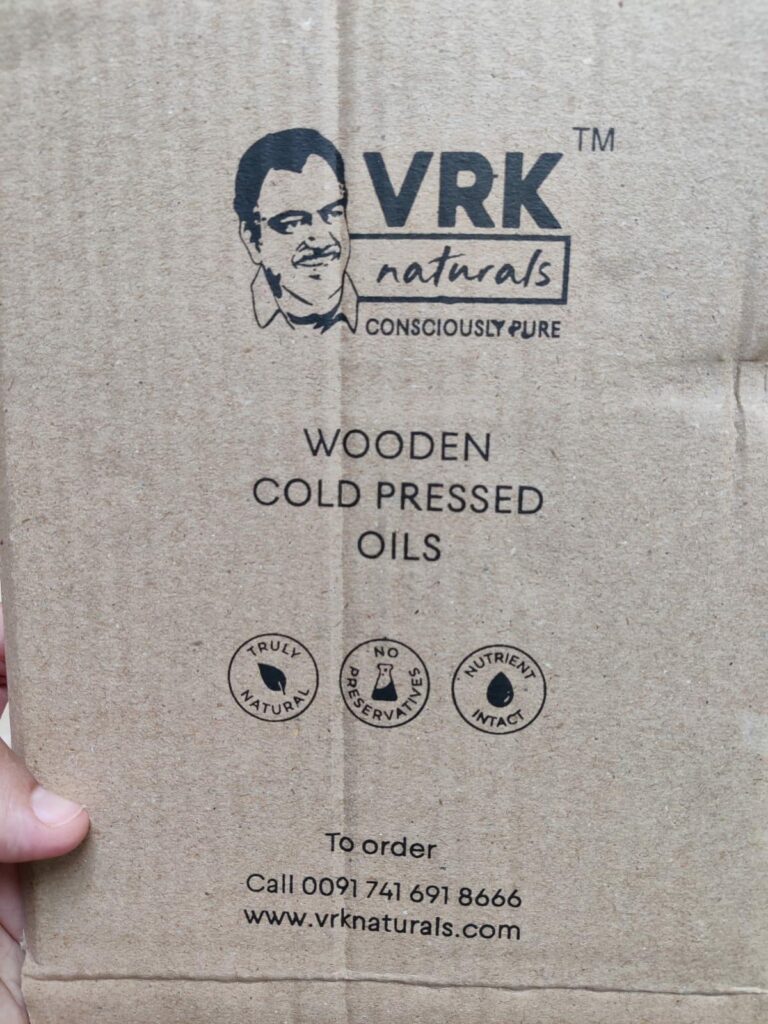 VRK TM
naturals
CONSCIOUSLY PURE
WOODEN
COLD PRESSED
OILS
TRULY
NATURAL
NO
PRESERVATIVES
NUTRIENT
INTACT
To order
Call 0091 741 691 8666
www.vrknaturals.com